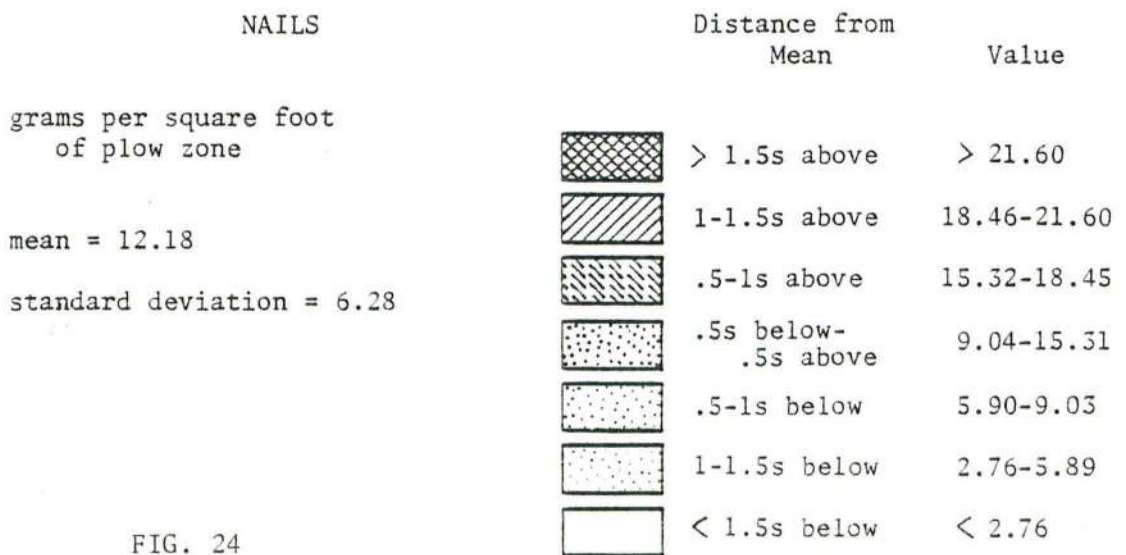 NAILS
grams per square foot
of plow zone
mean = 12.18
standard deviation = 6.28
FIG. 24
Distance from
Mean Value
> 1.5s above > 21.60
1-1.5s above 18.46-21.60
.5-1s above 15.32-18.45
.5s below-
.5s above 9.04-15.31
.5-1s below 5.90-9.03
1-1.5s below 2.76-5.89
< 1.5s below < 2.76